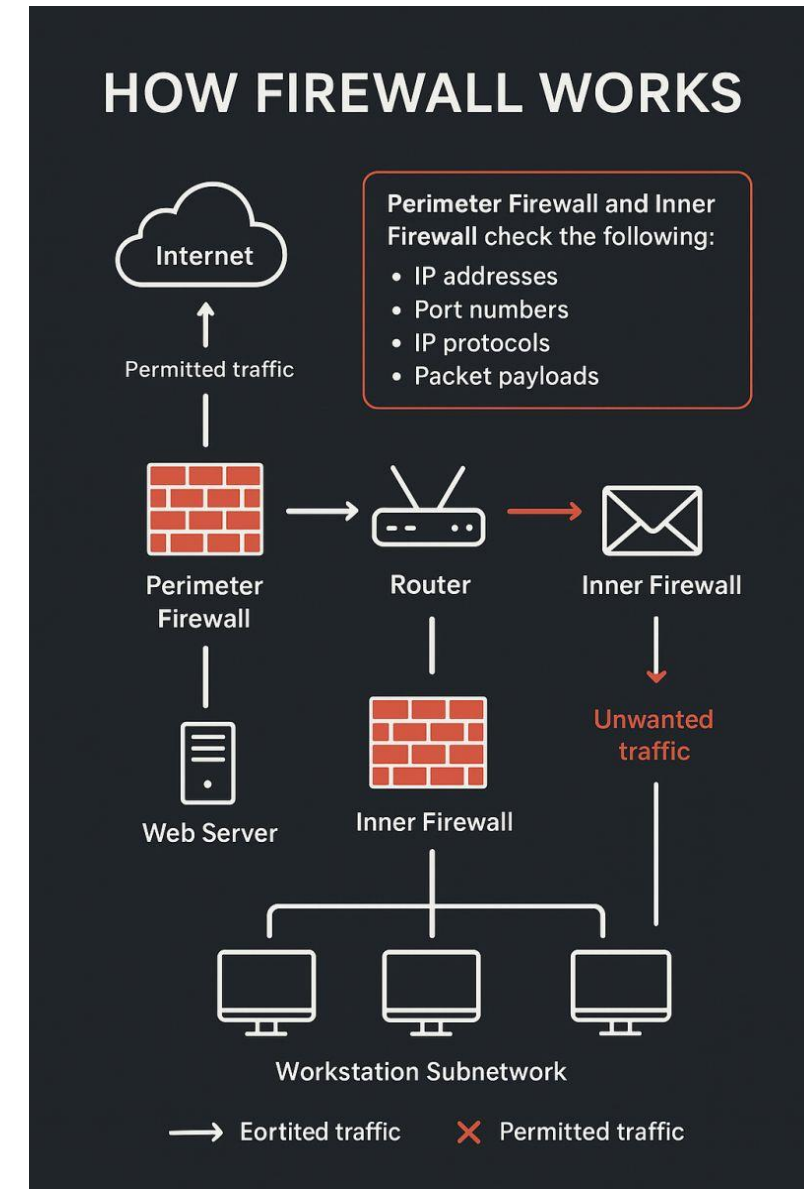 HOW FIREWALL WORKS
Internet
Permitted traffic
Perimeter Firewall and Inner
Firewall check the following:
• IP addresses
• Port numbers
• IP protocols
• Packet payloads
Perimeter
Firewall
Router
Inner Firewall
Web Server
Inner Firewall
Unwanted
traffic
Workstation Subnetwork
Eortited traffic
Permitted traffic